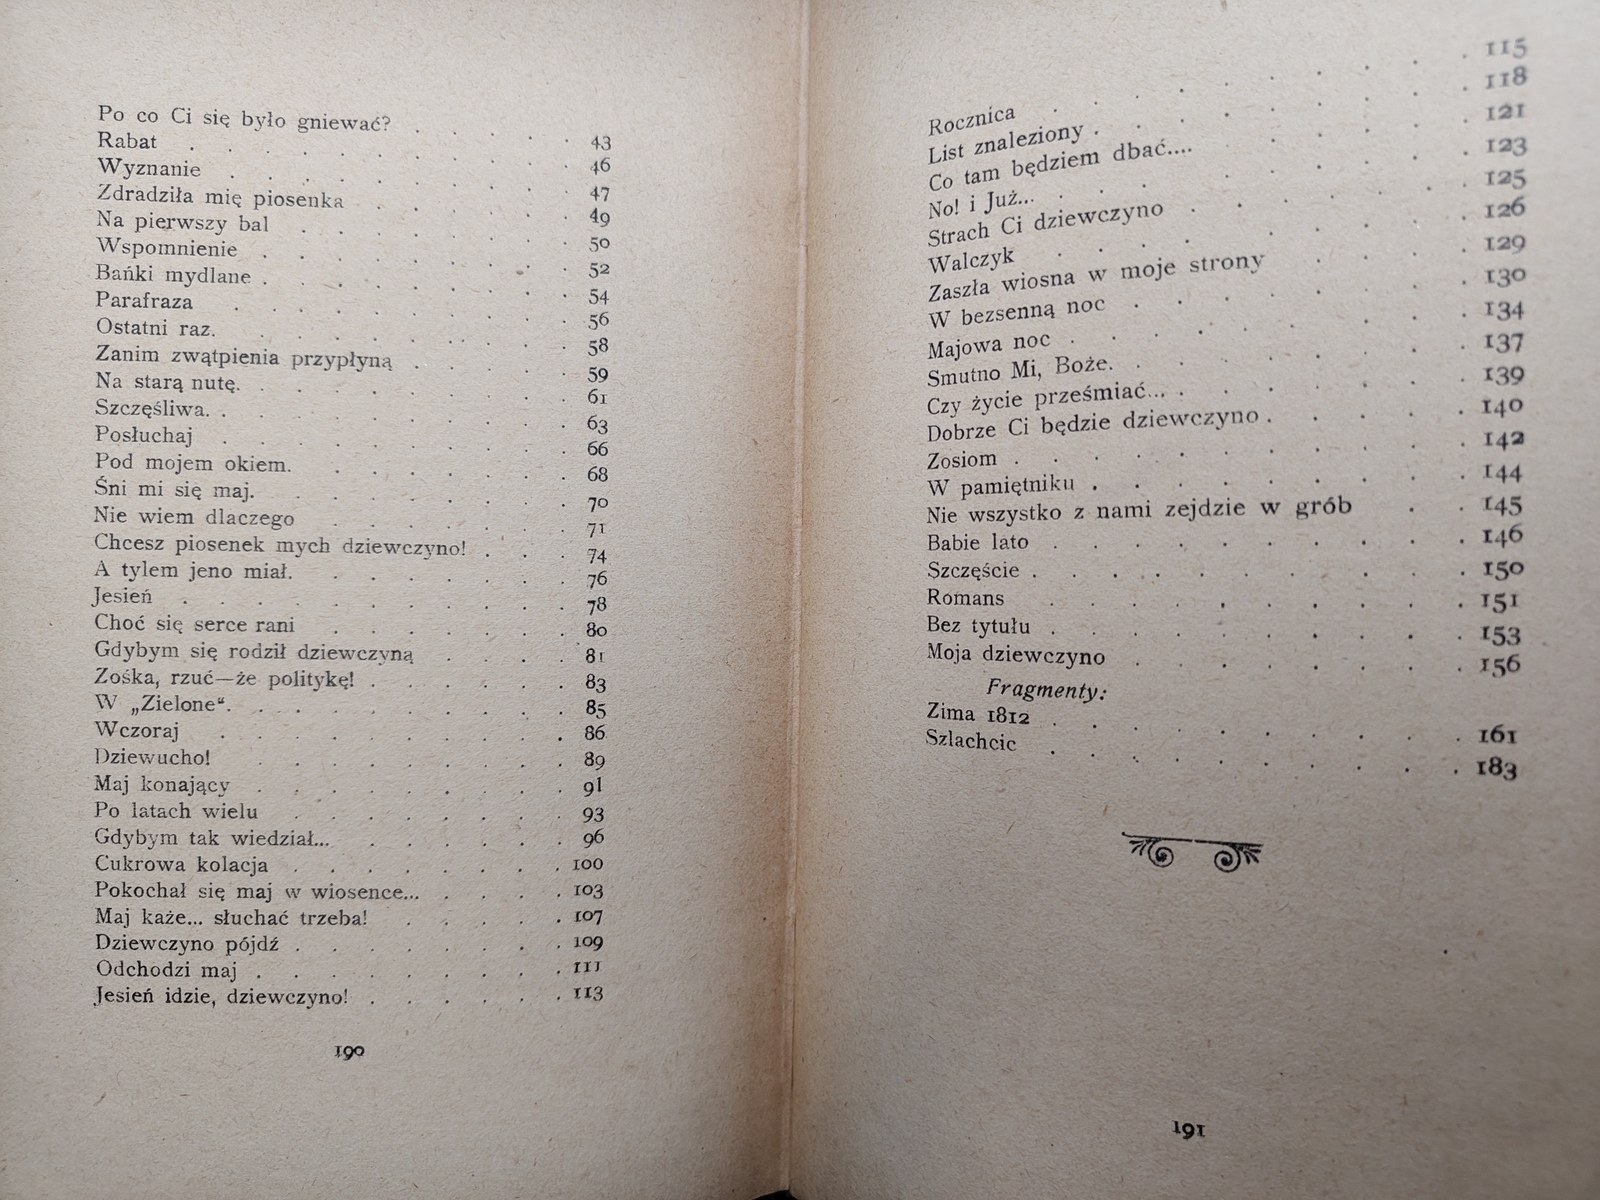 Po co Ci się było gniewać? . . . . . 43
Rabat . . . . . . . . . 46
Wyznanie . . . . . . . . 47
Zdradziła mię piosenka . . . . . 49
Na pierwszy bal . . . . . . . 50
Wspomnienie . . . . . . . 52
Bańki mydlane . . . . . . . 54
Parafraza . . . . . . . . 56
Ostatni raz. . . . . . . . 58
Zanim zwątpienia przypłyną . . . . 59
Na starą nutę. . . . . . . . 61
Szczęśliwa. . . . . . . . . 63
Posłuchaj . . . . . . . . 66
Pod mojem okiem. . . . . . . 68
Śni mi się maj. . . . . . . . 70
Nie wiem dlaczego . . . . . . 71
Chcesz piosenek mych dziewczyno! . . . 74
A tylem jeno miał. . . . . . . 76
Jesień . . . . . . . . . 78
Choć się serce rani . . . . . . 80
Gdybym się rodził dziewczyną . . . . 81
Zośka, rzuć—że politykę! . . . . . 83
W „Zielone“. . . . . . . . . 85
Wczoraj . . . . . . . . . 86
Dziewucho! . . . . . . . . 89
Maj konający . . . . . . . . 91
Po latach wielu . . . . . . . 93
Gdybym tak wiedział... . . . . . . 96
Cukrowa kolacja . . . . . . . 100
Pokochał się maj w wiosence... . . . . 103
Maj każe... słuchać trzeba! . . . . . 107
Dziewczyno pójdź . . . . . . . 109
Odchodzi maj . . . . . . . . 111
Jesień idzie, dziewczyno! . . . . . . 113
190
Rocznica . . . . . . . . . . 115
List znaleziony . . . . . . . . . 118
Co tam będziem dbać.... . . . . . . 121
No! i Już... . . . . . . . . . 123
Strach Ci dziewczyno . . . . . . . 125
Walczyk . . . . . . . . . . 126
Zaszła wiosna w moje strony . . . . . 129
W bezsenną noc . . . . . . . . 130
Majowa noc . . . . . . . . . 134
Smutno Mi, Boże. . . . . . . . . 137
Czy życie prześmiać... . . . . . . . 139
Dobrze Ci będzie dziewczyno . . . . . 140
Zosiom . . . . . . . . . . . 142
W pamiętniku . . . . . . . . . 144
Nie wszystko z nami zejdzie w grób . . 145
Babie lato . . . . . . . . . . 146
Szczęście . . . . . . . . . . 150
Romans . . . . . . . . . . 151
Bez tytułu . . . . . . . . . . 153
Moja dziewczyno . . . . . . . . 156
Fragmenty:
Zima 1812 . . . . . . . . . . 161
Szlachcic . . . . . . . . . . 183
191